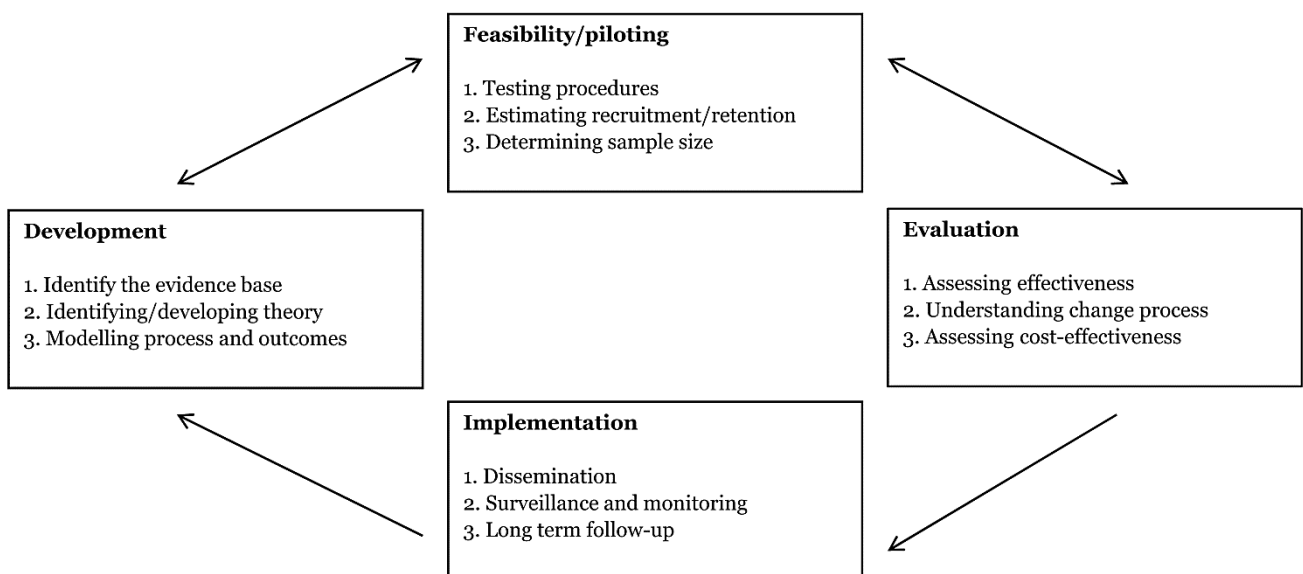 Feasibility/piloting
1. Testing procedures
2. Estimating recruitment/retention
3. Determining sample size
Development
1. Identify the evidence base
2. Identifying/developing theory
3. Modelling process and outcomes
Evaluation
1. Assessing effectiveness
2. Understanding change process
3. Assessing cost-effectiveness
Implementation
1. Dissemination
2. Surveillance and monitoring
3. Long term follow-up